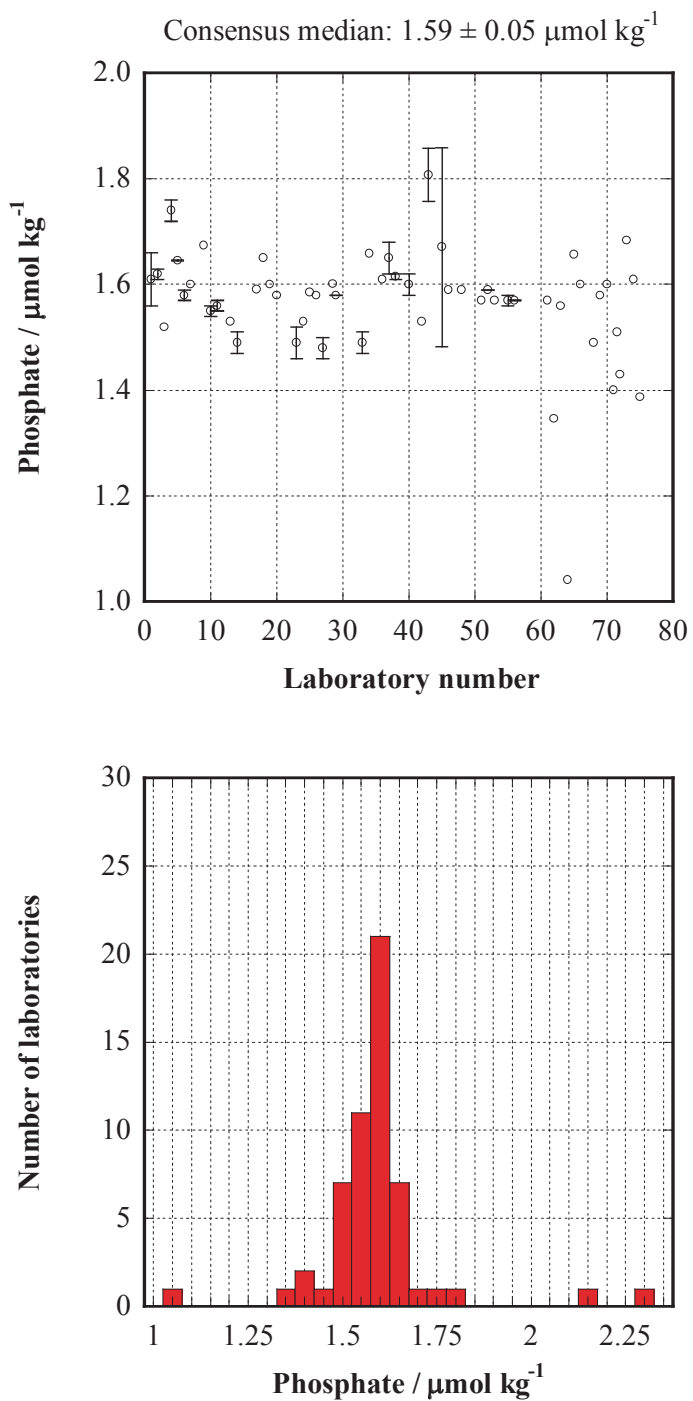 Consensus median: 1.59 ± 0.05 μmol kg⁻¹
Phosphate / μmol kg⁻¹
2.0
1.8
1.6
1.4
1.2
1.0
0 10 20 30 40 50 60 70 80
Laboratory number
Number of laboratories
30
25
20
15
10
5
0
1 1.25 1.5 1.75 2 2.25
Phosphate / μmol kg⁻¹